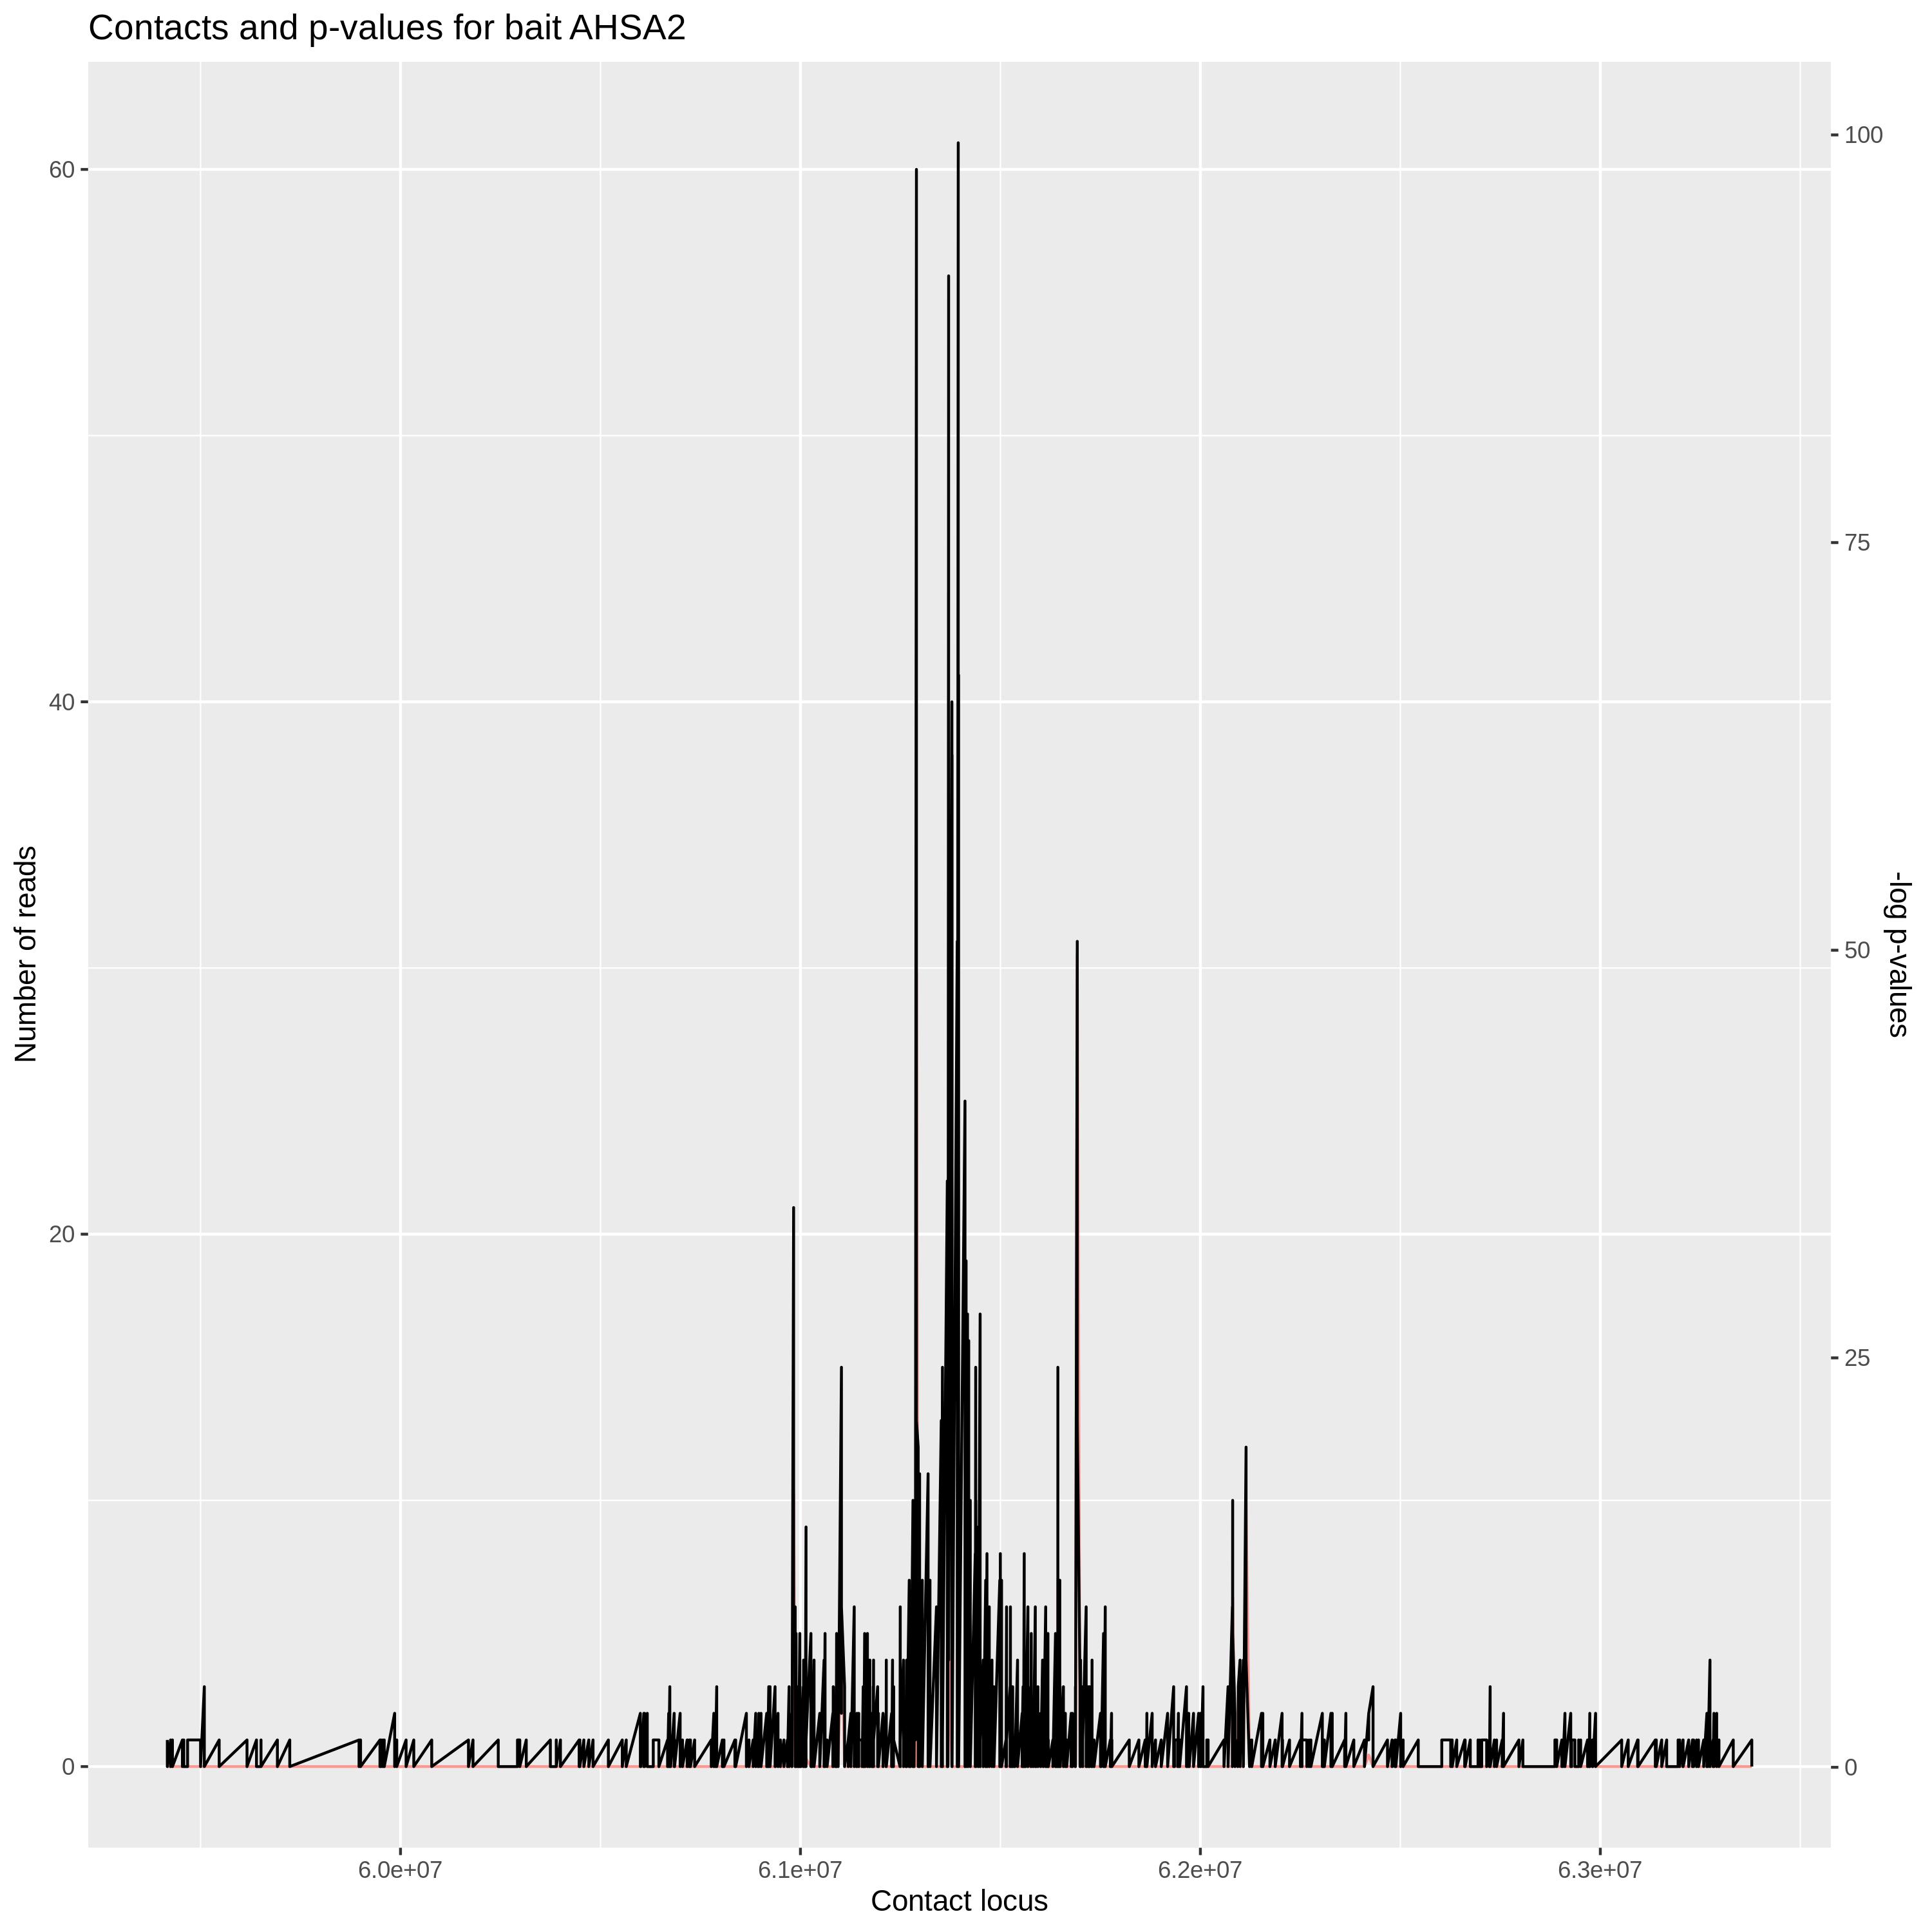 Contacts and p-values for bait AHSA2
60
40
20
0
Number of reads
100
75
50
25
0
-log p-values
6.0e+07
6.1e+07
6.2e+07
6.3e+07
Contact locus